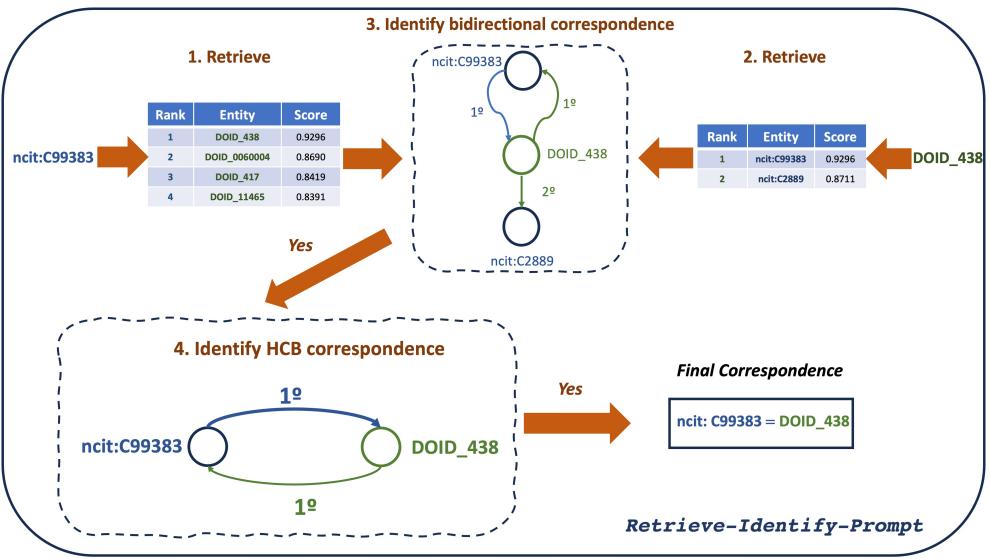 3. Identify bidirectional correspondence
1. Retrieve
2. Retrieve
ncit:C99383
Rank Entity Score
1 DOID_438 0.9296
2 DOID_0060004 0.8690
3 DOID_417 0.8419
4 DOID_11465 0.8391
ncit:C99383
1º
1º
DOID_438
2º
ncit:C2889
Rank Entity Score
1 ncit:C99383 0.9296
2 ncit:C2889 0.8711
DOID_438
Yes
4. Identify HCB correspondence
1º
ncit:C99383
DOID_438
1º
Yes
Final Correspondence
ncit: C99383 = DOID_438
Retrieve-Identify-Prompt